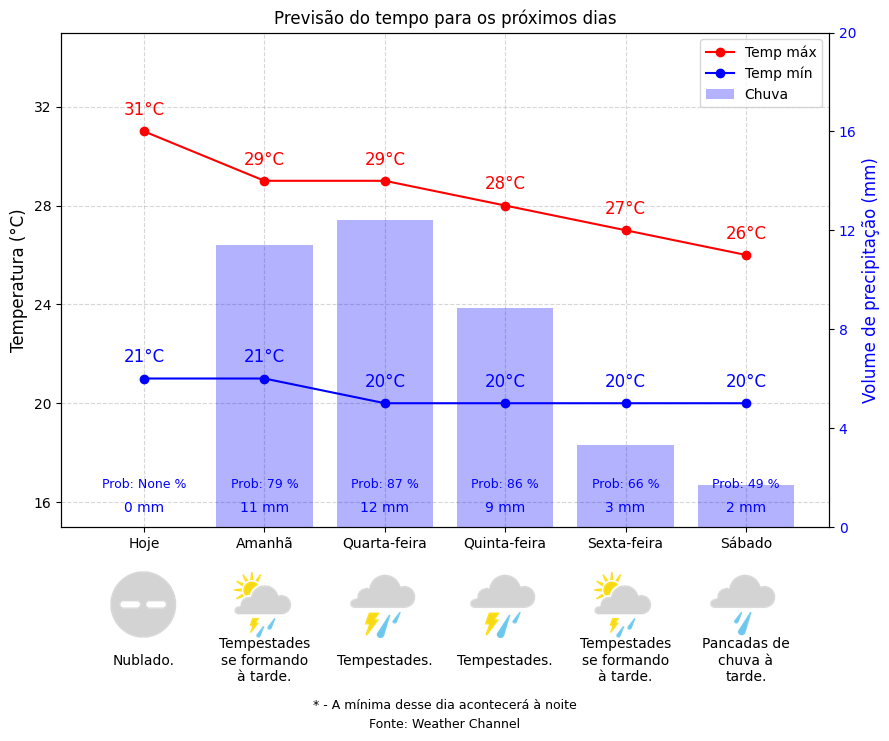 Previsão do tempo para os próximos dias
Temp máx
Temp mín
Chuva
Temperatura (°C)
Volume de precipitação (mm)
32
28
24
20
16
20
16
12
8
4
0
31°C
29°C
29°C
28°C
27°C
26°C
21°C
21°C
20°C
20°C
20°C
20°C
Prob: None %
Prob: 79 %
Prob: 87 %
Prob: 86 %
Prob: 66 %
Prob: 49 %
0 mm
11 mm
12 mm
9 mm
3 mm
2 mm
Hoje
Amanhã
Quarta-feira
Quinta-feira
Sexta-feira
Sábado
Nublado.
Tempestades
se formando
à tarde.
Tempestades.
Tempestades.
Tempestades
se formando
à tarde.
Pancadas de
chuva à
tarde.
* - A mínima desse dia acontecerá à noite
Fonte: Weather Channel